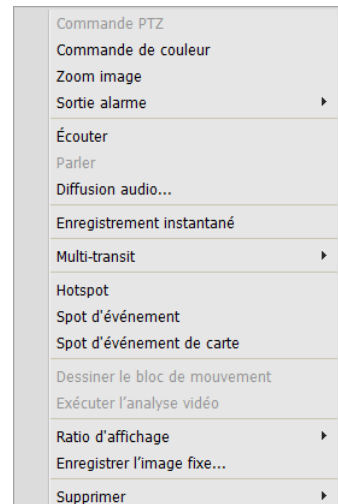 Commande PTZ
Commande de couleur
Zoom image
Sortie alarme
Écouter
Parler
Diffusion audio...
Enregistrement instantané
Multi-transit
Hotspot
Spot d'événement
Spot d'événement de carte
Dessiner le bloc de mouvement
Exécuter l’analyse vidéo
Ratio d'affichage
Enregistrer l’image fixe...
Supprimer